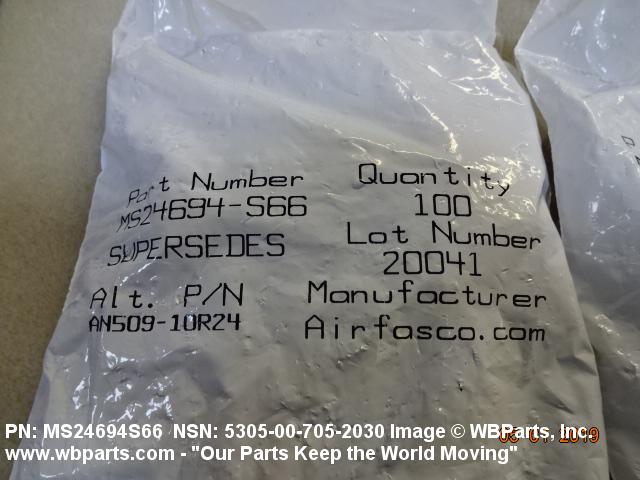 Part Number
MS24694-S66
SUPERSEDES
Alt. P/N
AN509-10R24
Quantity
100
Lot Number
20041
Manufacturer
Airfasco.com
PN: MS24694S66 NSN: 5305-00-705-2030 Image © WBParts, Inc.
www.wbparts.com - "Our Parts Keep the World Moving"